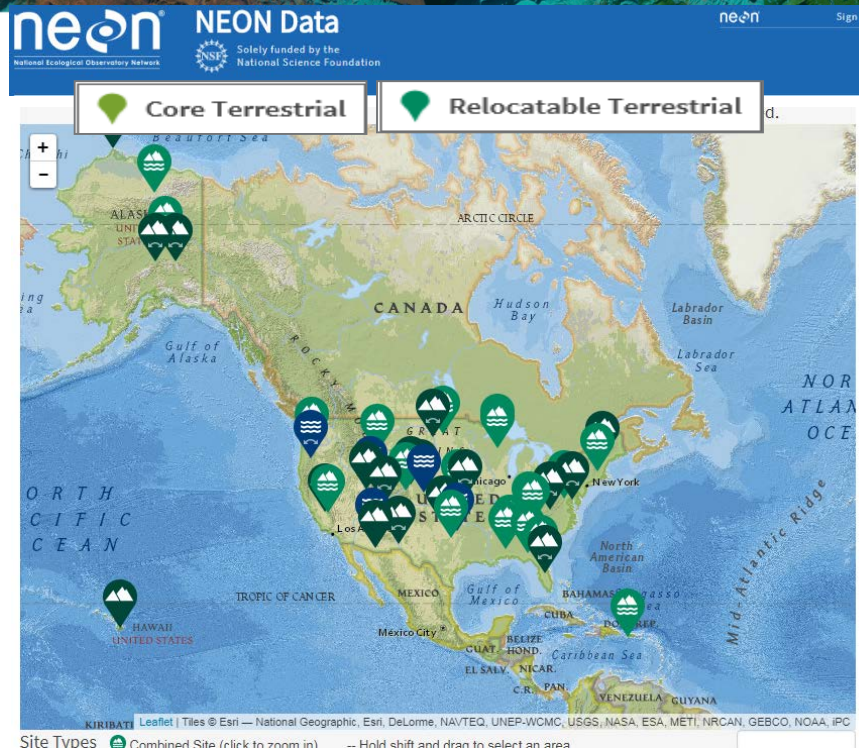 neon
NEON Data
neon
Sign
National Ecological Observatory Network
NSF
Solely funded by the
National Science Foundation
Core Terrestrial
Relocatable Terrestrial
d.
+
-
Beaufort Sea
ARCTIC CIRCLE
CANADA
Hudson
Bay
Labrador
Basin
Labrador
Sea
Gulf of
Alaska
ROCKY
NOR
ATLAN
OCE
GREAT
New York
ORTH
CIFIC
CEAN
North
American
Basin
Mid-Atlantic Ridge
TROPIC OF CANCER
MEXICO
Gulf of
Mexico
BAHAMAS
HAWAII
UNITED STATES
CUBA
DOM. REP.
Mexico City
BELIZE
GUAT.
HOND.
Caribbean Sea
EL SALV.
NICAR.
C.R.
PAN.
VENEZUELA
GUYANA
KIRIBATI
Leaflet | Tiles © Esri — National Geographic, Esri, DeLorme, NAVTEQ, UNEP-WCMC, USGS, NASA, ESA, METI, NRCAN, GEBCO, NOAA, iPC
Site Types Combined Site (click to zoom in) -- Hold shift and drag to select an area